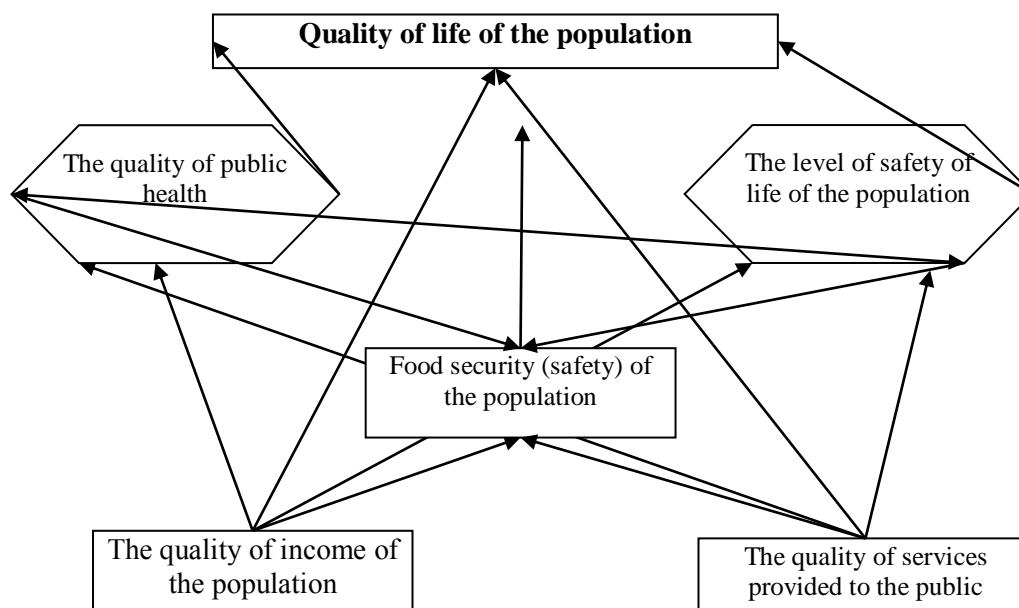 Quality of life of the population
The quality of public
health
The level of safety of
life of the population
Food security (safety) of
the population
The quality of income of
the population
The quality of services
provided to the public